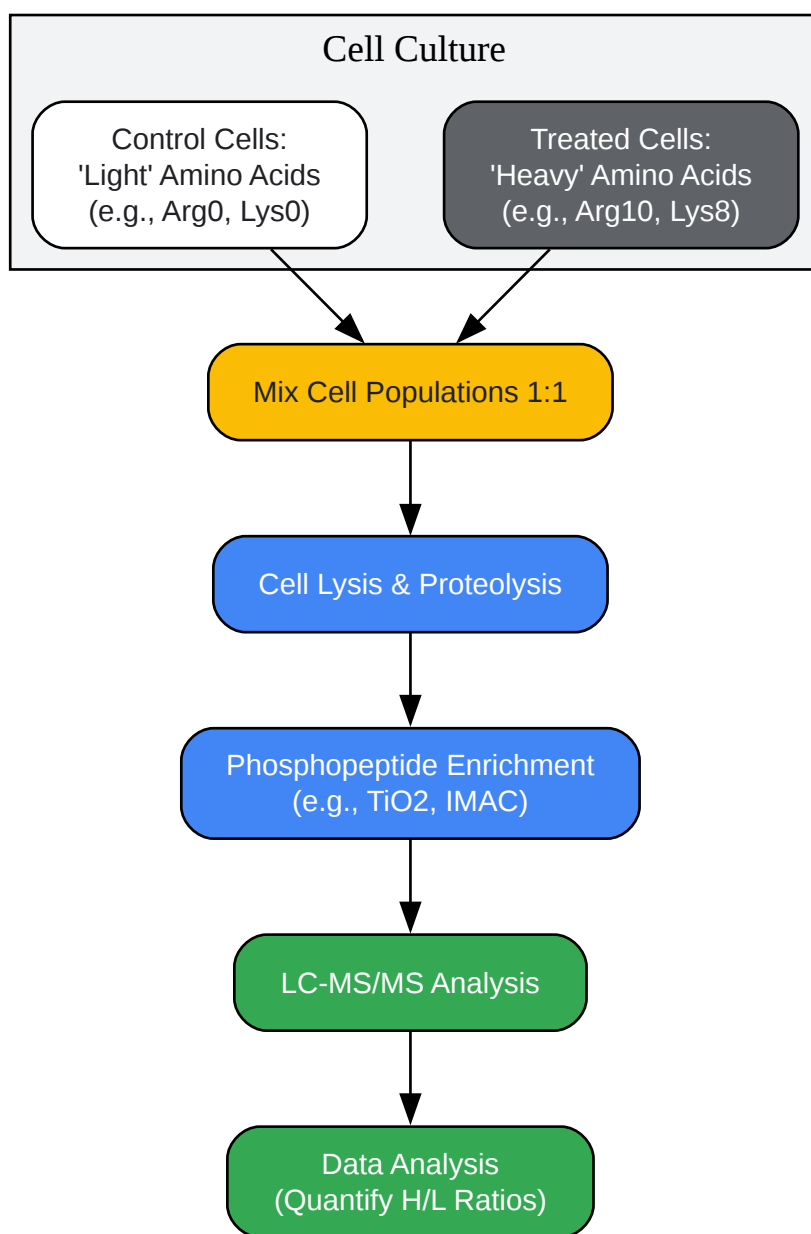 Cell Culture
Control Cells:
'Light' Amino Acids
(e.g., Arg0, Lys0)
Treated Cells:
'Heavy' Amino Acids
(e.g., Arg10, Lys8)
Mix Cell Populations 1:1
Cell Lysis & Proteolysis
Phosphopeptide Enrichment
(e.g., TiO2, IMAC)
LC-MS/MS Analysis
Data Analysis
(Quantify H/L Ratios)